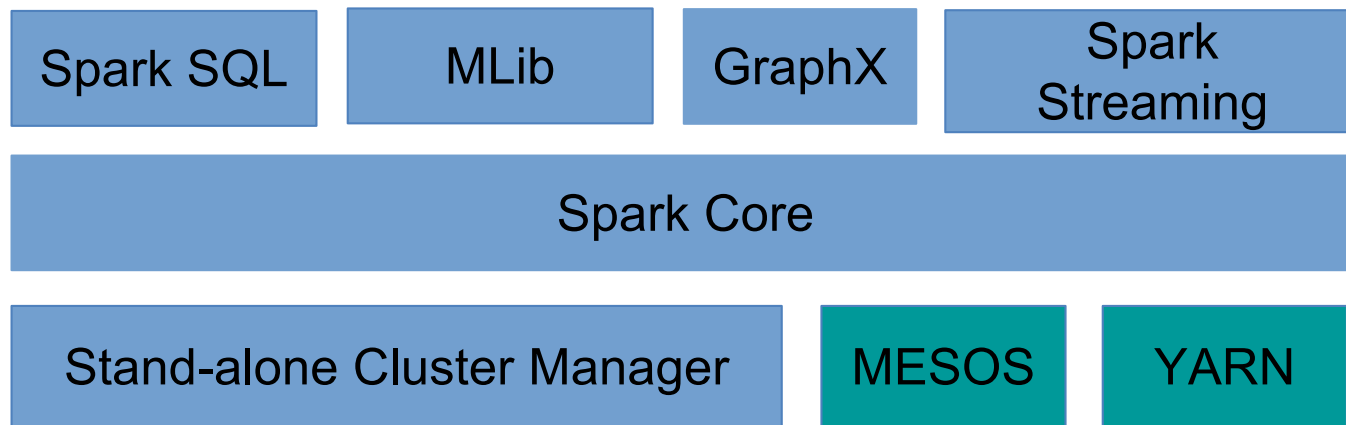 Spark SQL
MLib
GraphX
Spark
Streaming
Spark Core
Stand-alone Cluster Manager
MESOS
YARN